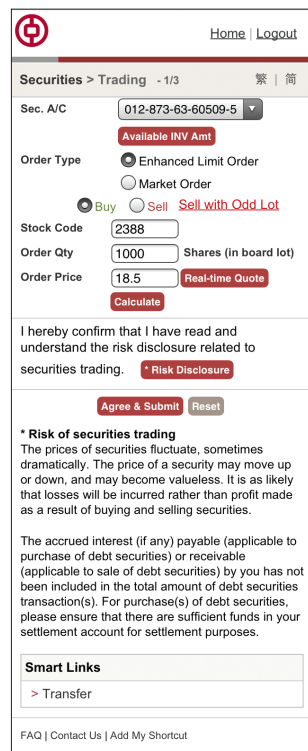 Home | Logout
Securities > Trading - 1/3 繁 | 简
Sec. A/C 012-873-63-60509-5
Available INV Amt
Order Type Enhanced Limit Order
Market Order
Buy Sell Sell with Odd Lot
Stock Code 2388
Order Qty 1000 Shares (in board lot)
Order Price 18.5 Real-time Quote
Calculate
I hereby confirm that I have read and
understand the risk disclosure related to
securities trading. * Risk Disclosure
Agree & Submit Reset
* Risk of securities trading
The prices of securities fluctuate, sometimes
dramatically. The price of a security may move up
or down, and may become valueless. It is as likely
that losses will be incurred rather than profit made
as a result of buying and selling securities.
The accrued interest (if any) payable (applicable to
purchase of debt securities) or receivable
(applicable to sale of debt securities) by you has not
been included in the total amount of debt securities
transaction(s). For purchase(s) of debt securities,
please ensure that there are sufficient funds in your
settlement account for settlement purposes.
Smart Links
> Transfer
FAQ | Contact Us | Add My Shortcut